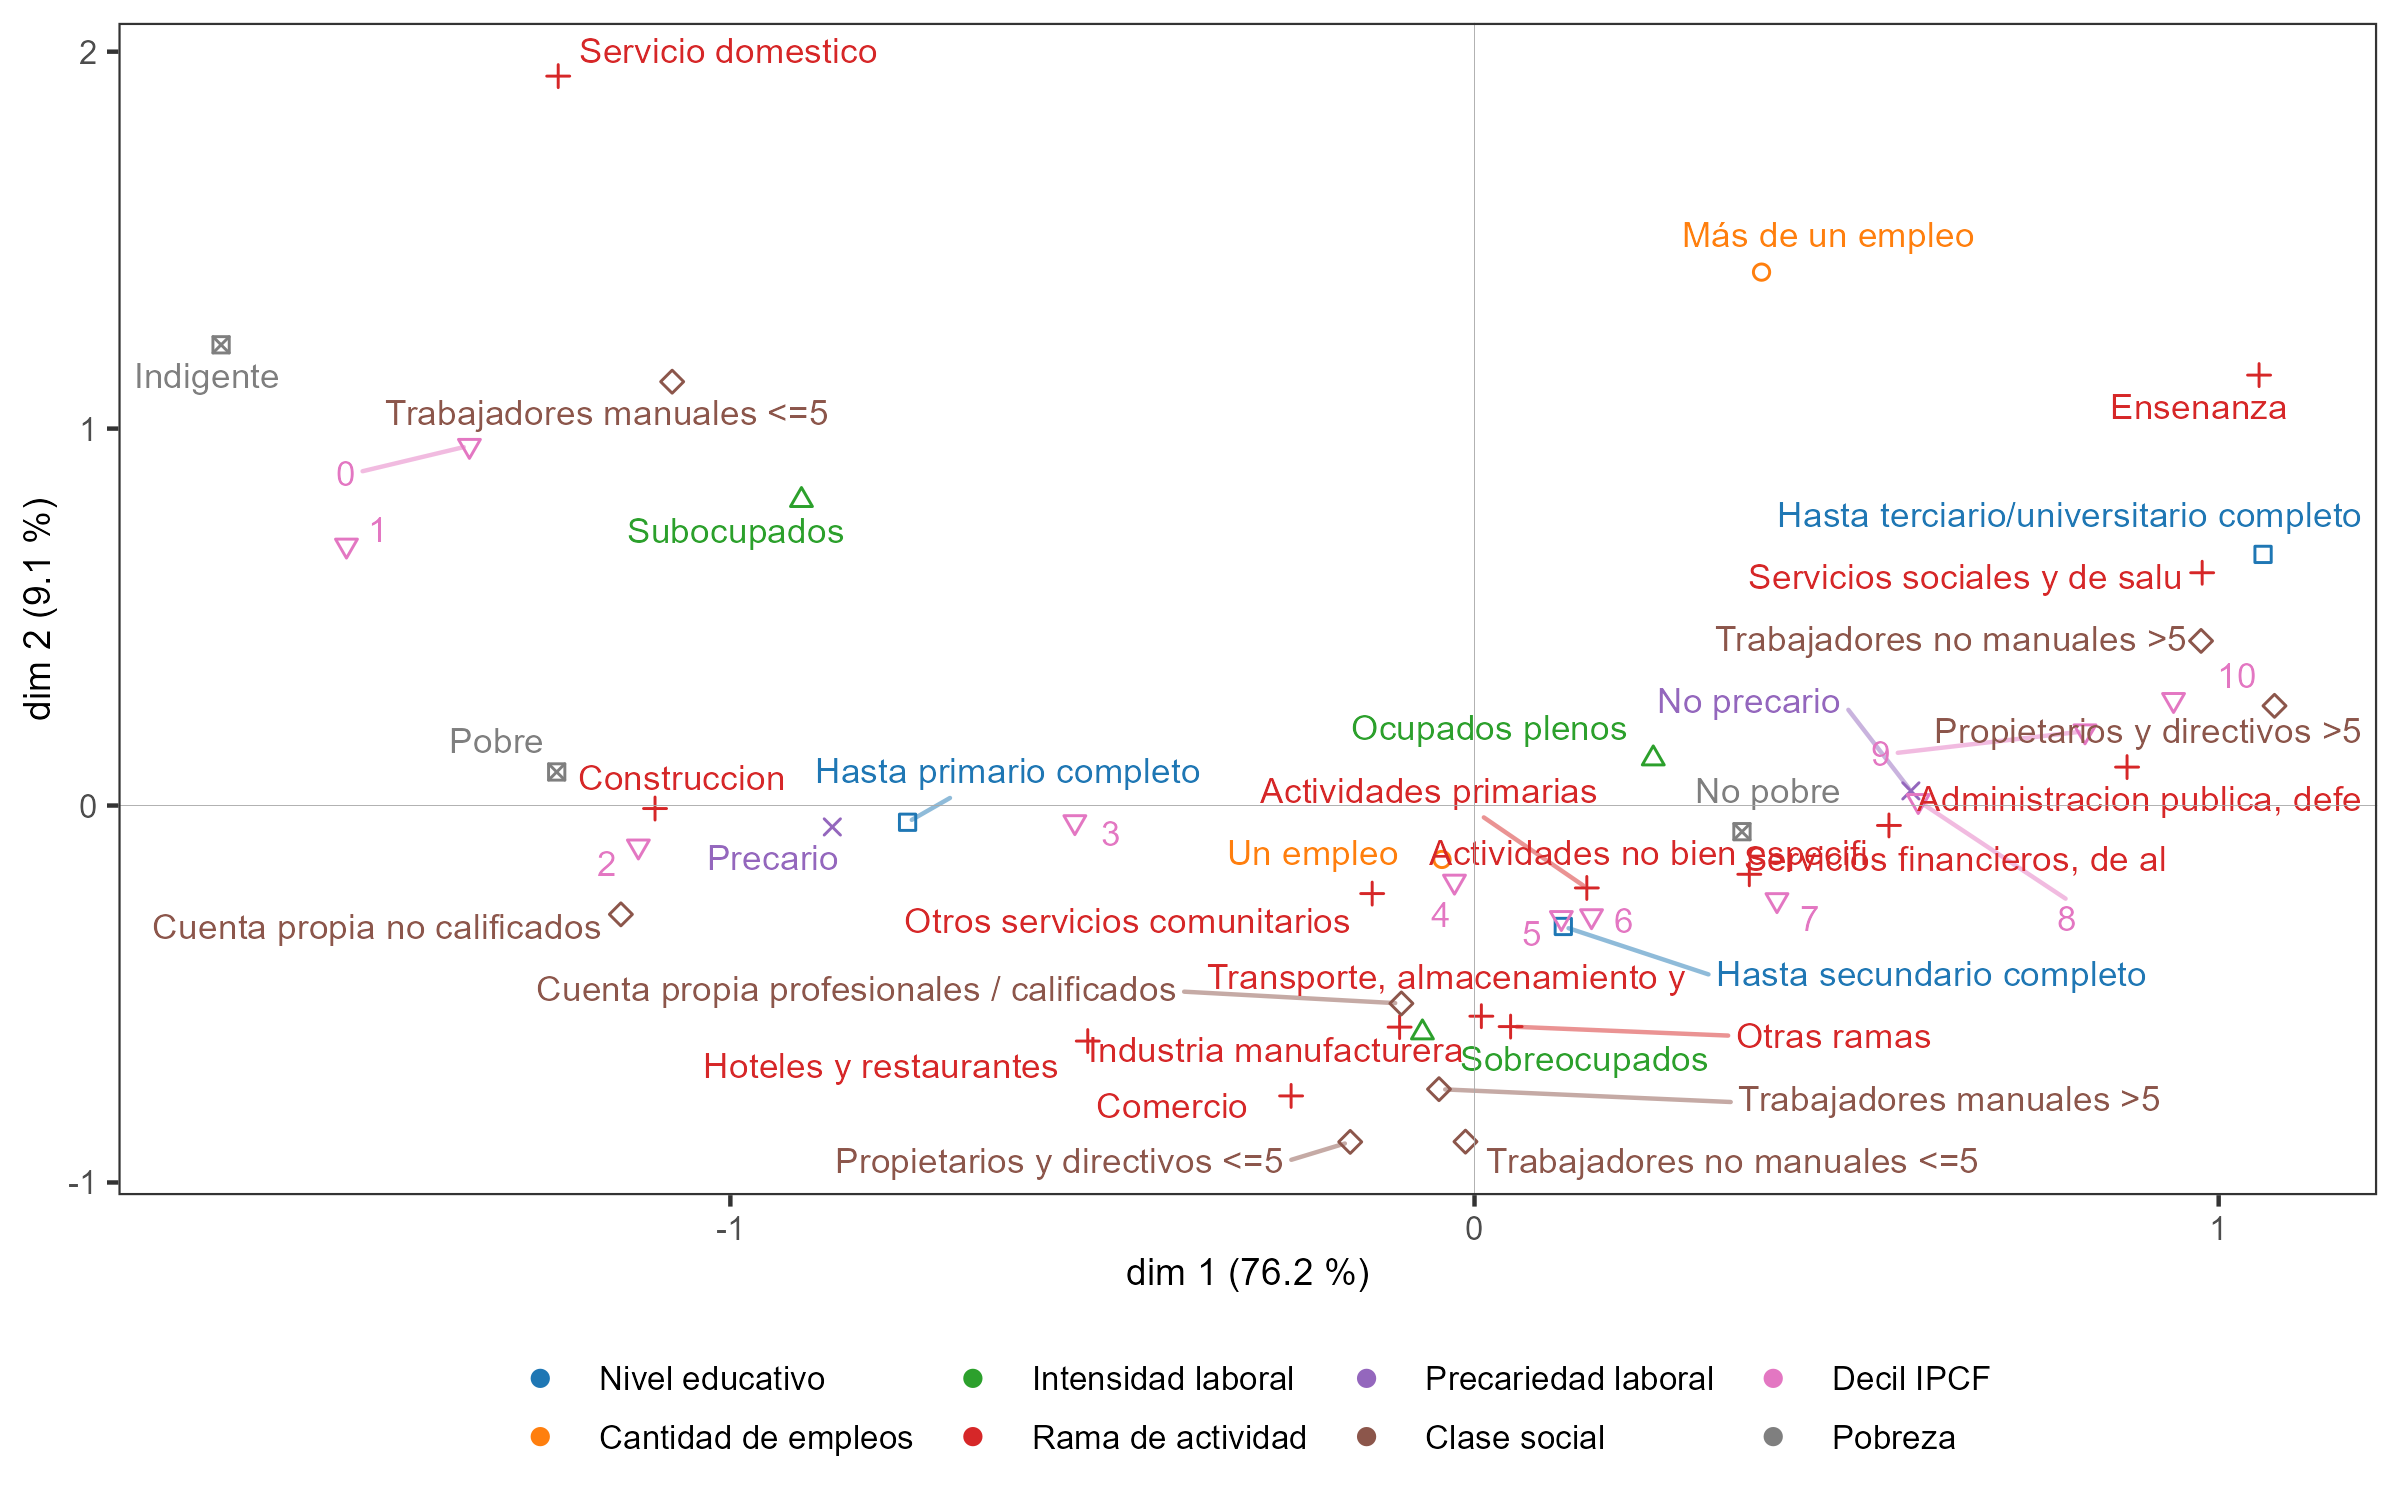 2
Servicio domestico
Más de un empleo
Indigente
Ensenanza
Trabajadores manuales <=5
1
0
1
Subocupados
Hasta terciario/universitario completo
Servicios sociales y de salu
Trabajadores no manuales >5
10
No precario
Ocupados plenos
Propietarios y directivos >5
9
Pobre
Construccion
Hasta primario completo
Actividades primarias
No pobre
Administracion publica, defe
0
3
2
Precario
Un empleo
Actividades no bien especifi
Servicios financieros, de al
Otros servicios comunitarios
4
5
6
7
8
Cuenta propia no calificados
Hasta secundario completo
Transporte, almacenamiento y
Cuenta propia profesionales / calificados
Otras ramas
Industria manufacturera
Sobreocupados
Hoteles y restaurantes
Comercio
Trabajadores manuales >5
Propietarios y directivos <=5
Trabajadores no manuales <=5
-1
-1
0
1
dim 1 (76.2 %)
dim 2 (9.1 %)
Nivel educativo
Intensidad laboral
Precariedad laboral
Decil IPCF
Cantidad de empleos
Rama de actividad
Clase social
Pobreza